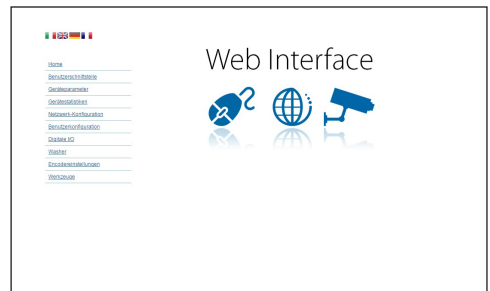 Web Interface
Home
Benutzerschnittstelle
Geräteparameter
Gerätestatistiken
Netzwerk-Konfiguration
Benutzerkonfiguration
Digitale I/O
Washer
Encodereinstellungen
Werkzeuge